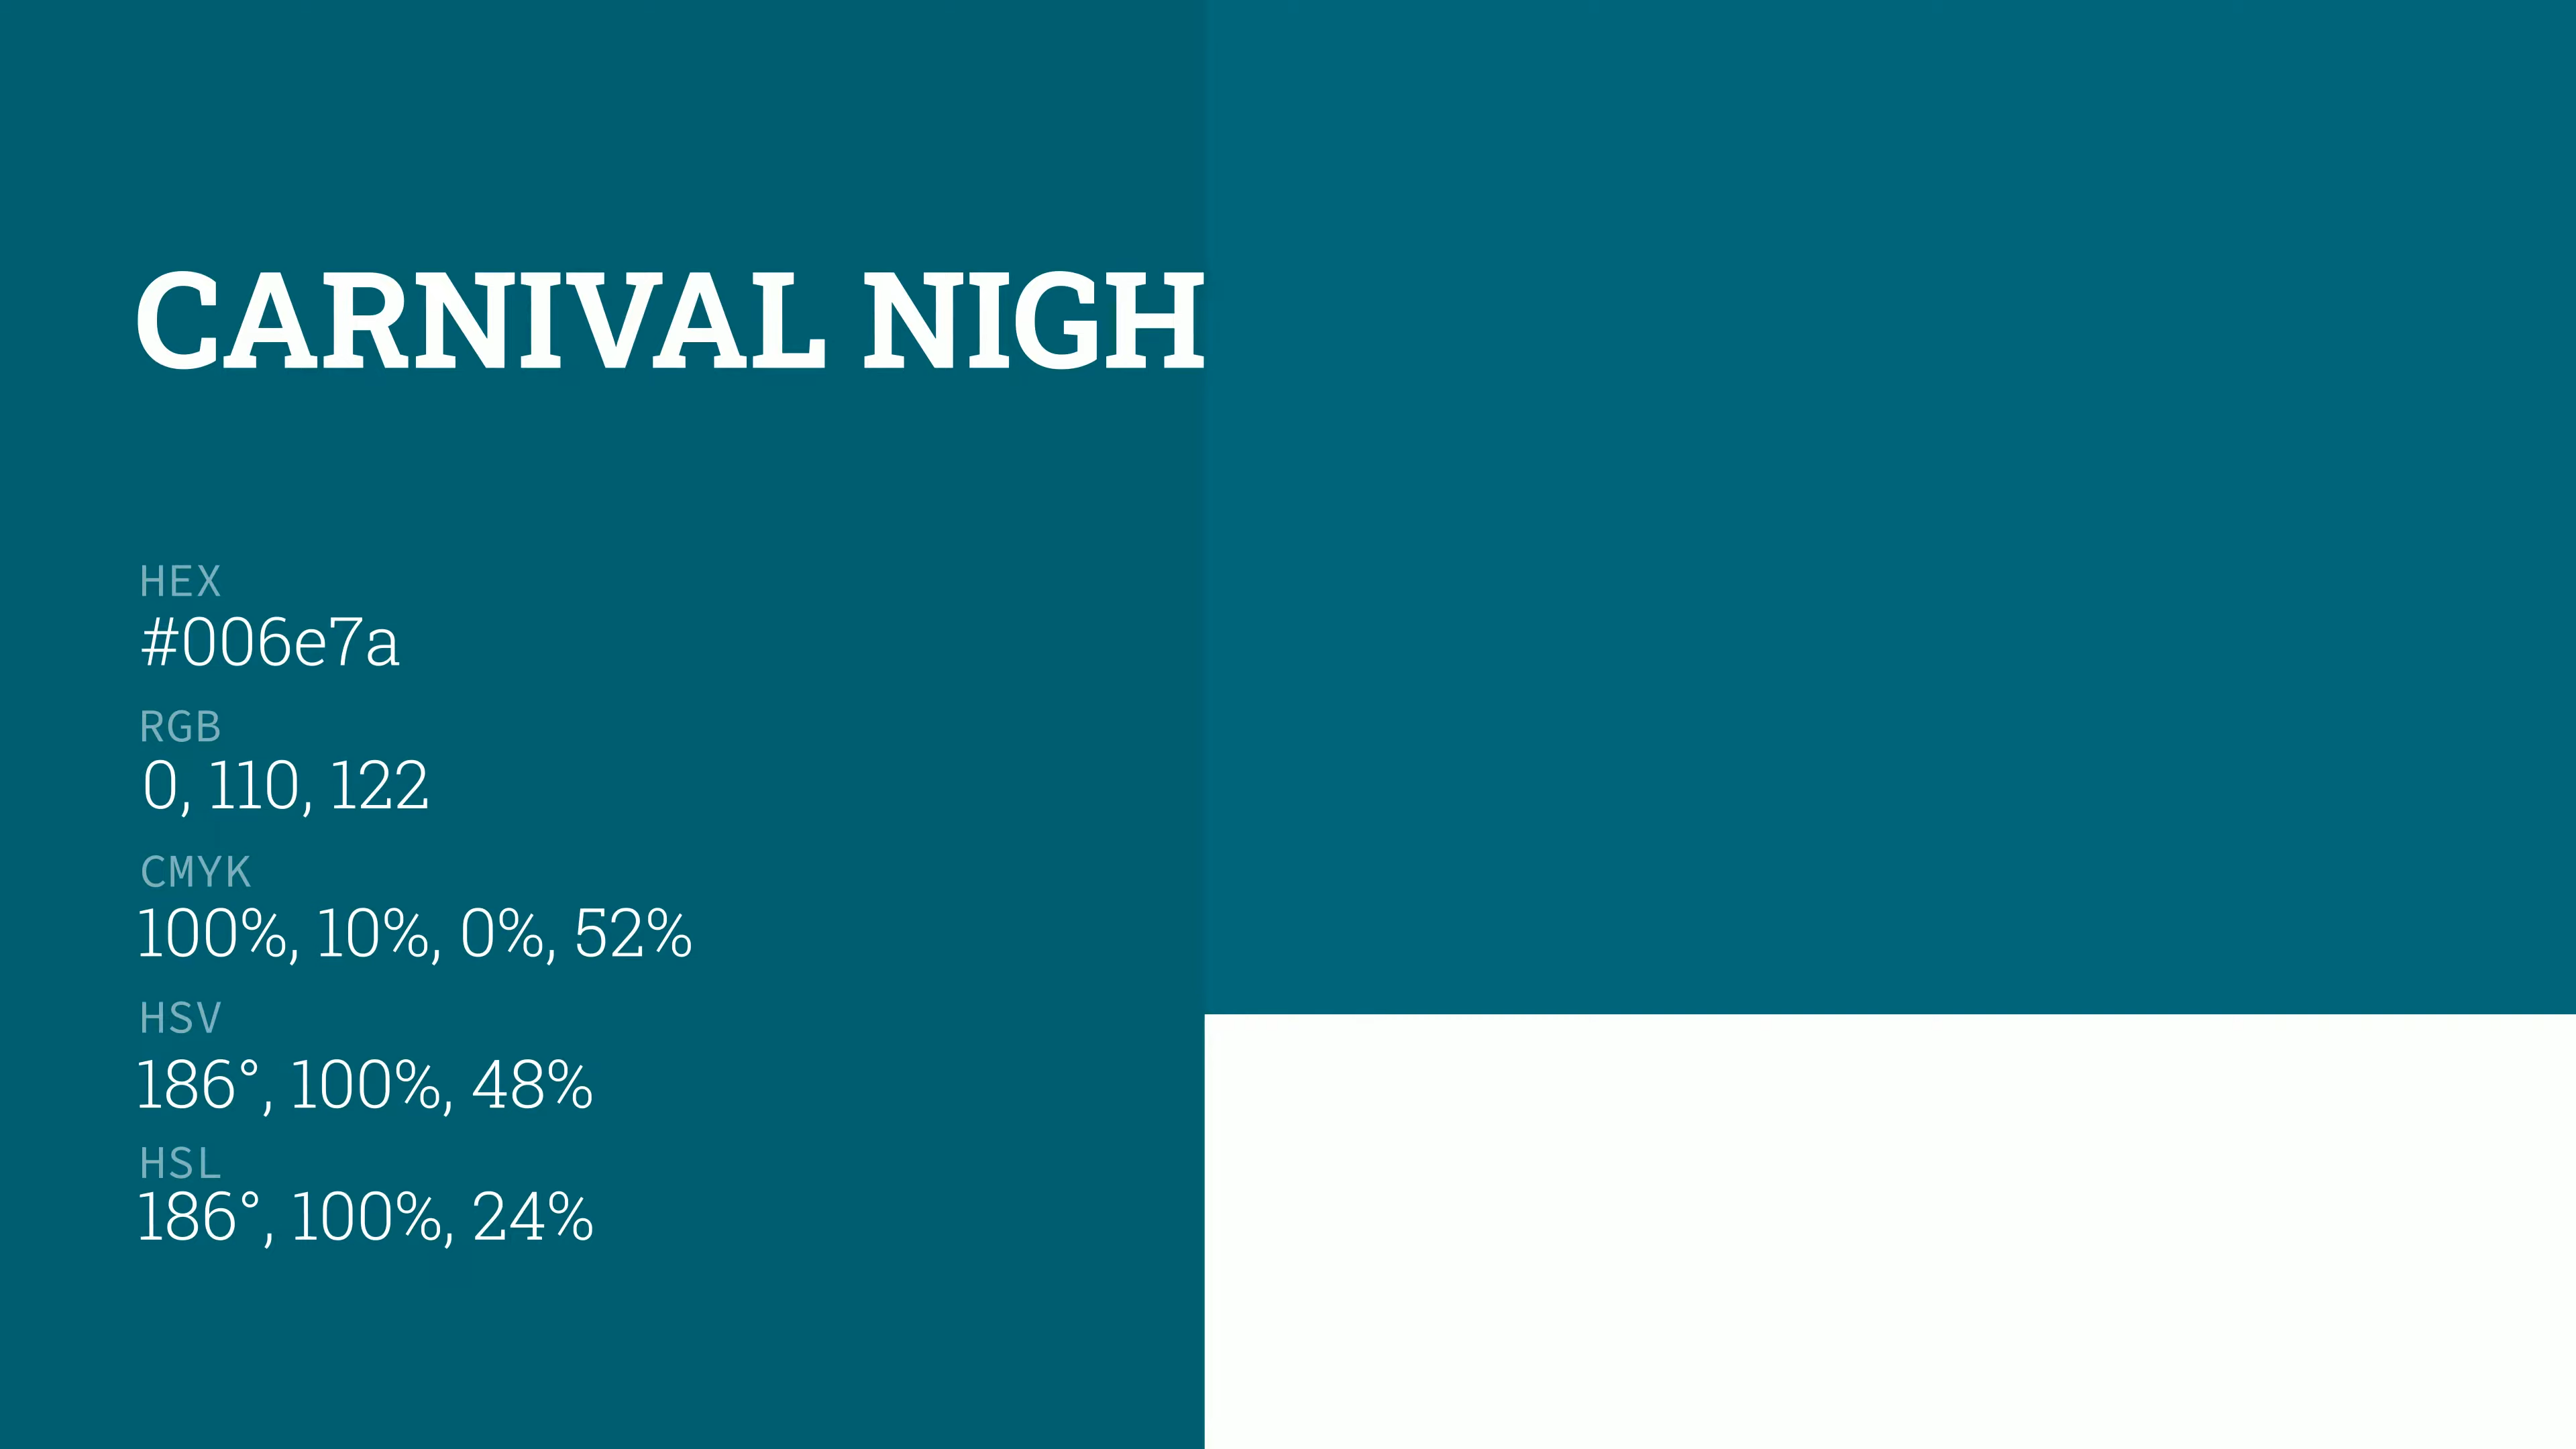 CARNIVAL NIGH
HEX
#006e7a
RGB
0, 110, 122
CMYK
100%, 10%, 0%, 52%
HSV
186°, 100%, 48%
HSL
186°, 100%, 24%